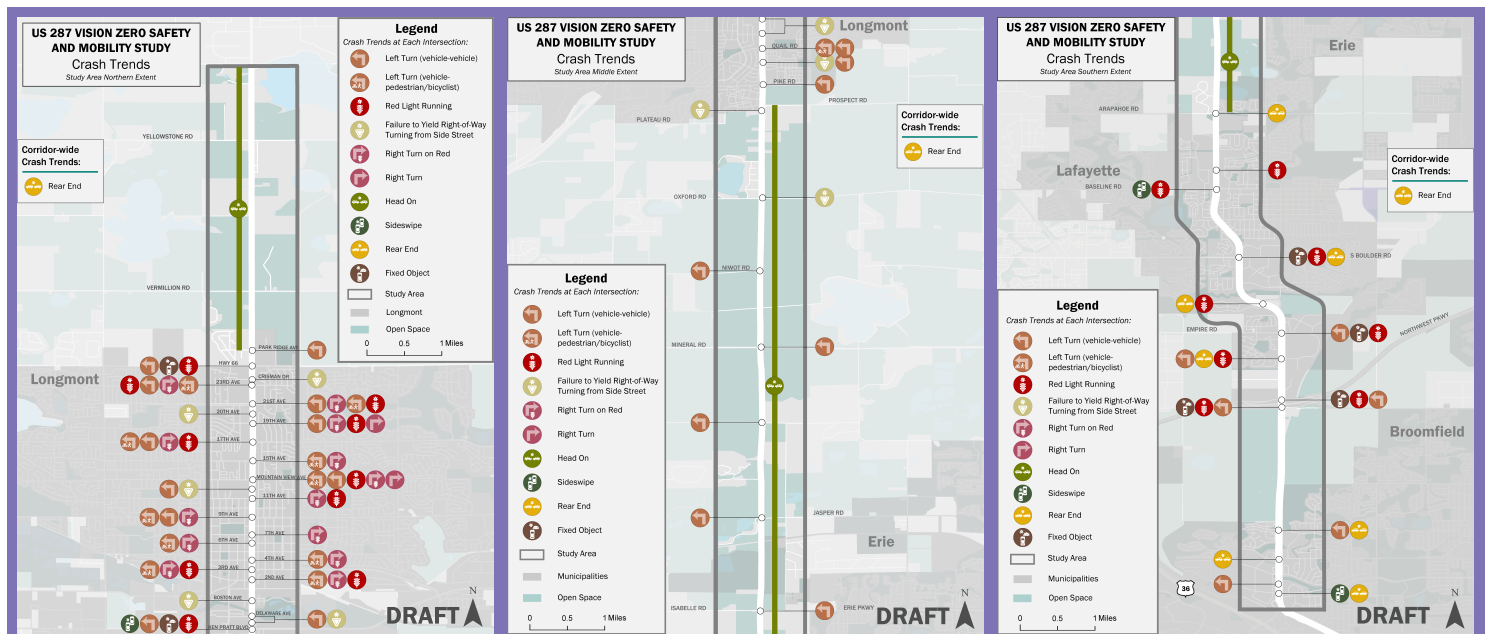 US 287 VISION ZERO SAFETY
AND MOBILITY STUDY
Crash Trends
Study Area Northern Extent
Legend
Crash Trends at Each Intersection:
Left Turn (vehicle-vehicle)
Left Turn (vehicle-
pedestrian/bicyclist)
Red Light Running
Failure to Yield Right-of-Way
Turning from Side Street
Right Turn on Red
Right Turn
Head On
Sideswipe
Rear End
Fixed Object
Study Area
Longmont
Open Space
0 0.5 1 Miles
Corridor-wide
Crash Trends:
Rear End
YELLOWSTONE RD
VERMILLION RD
PARK RIDGE AVE
HWY 66
Longmont
CRISMAN DR
23RD AVE
21ST AVE
20TH AVE
19TH AVE
17TH AVE
15TH AVE
MOUNTAIN VIEW AVE
11TH AVE
9TH AVE
7TH AVE
6TH AVE
4TH AVE
3RD AVE
2ND AVE
BOSTON AVE
DELAWARE AVE
KEN PRATT BLVD
N
DRAFT
US 287 VISION ZERO SAFETY
AND MOBILITY STUDY
Crash Trends
Study Area Middle Extent
Longmont
QUAIL RD
PIKE RD
PROSPECT RD
PLATEAU RD
Corridor-wide
Crash Trends:
Rear End
OXFORD RD
NIWOT RD
MINERAL RD
JASPER RD
Erie
ISABELLE RD
ERIE PKWY
Legend
Crash Trends at Each Intersection:
Left Turn (vehicle-vehicle)
Left Turn (vehicle-
pedestrian/bicyclist)
Red Light Running
Failure to Yield Right-of-Way
Turning from Side Street
Right Turn on Red
Right Turn
Head On
Sideswipe
Rear End
Fixed Object
Study Area
Municipalities
Open Space
0 0.5 1 Miles
N
DRAFT
US 287 VISION ZERO SAFETY
AND MOBILITY STUDY
Crash Trends
Study Area Southern Extent
Erie
ARAPAHOE RD
Lafayette
BASELINE RD
Corridor-wide
Crash Trends:
Rear End
S BOULDER RD
EMPIRE RD
NORTHWEST PKWY
Broomfield
36
Legend
Crash Trends at Each Intersection:
Left Turn (vehicle-vehicle)
Left Turn (vehicle-
pedestrian/bicyclist)
Red Light Running
Failure to Yield Right-of-Way
Turning from Side Street
Right Turn on Red
Right Turn
Head On
Sideswipe
Rear End
Fixed Object
Study Area
Municipalities
Open Space
0 0.5 1 Miles
N
DRAFT